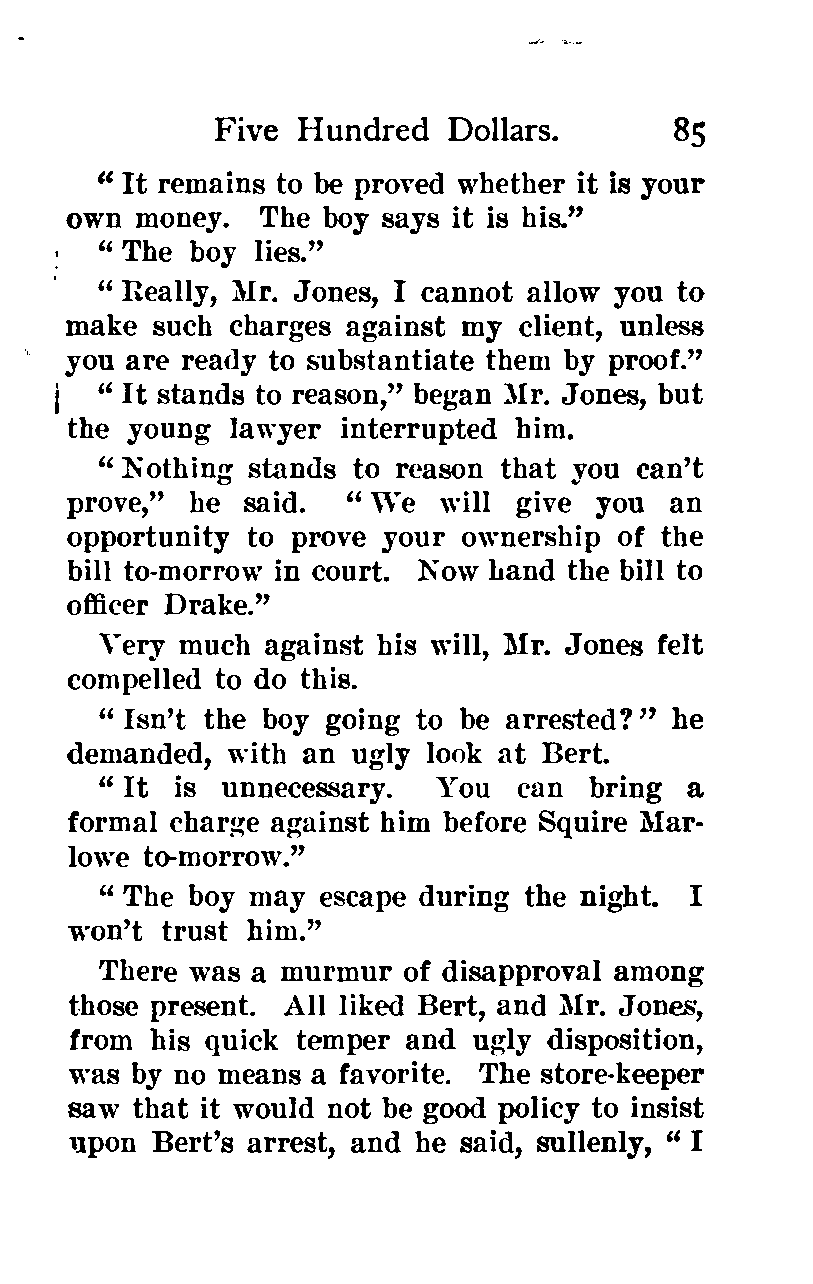 Five Hundred Dollars. 85
“ It remains to be proved whether it is your
own money. The boy says it is his.”
“ The boy lies.”
“ Really, Mr. Jones, I cannot allow you to
make such charges against my client, unless
you are ready to substantiate them by proof.”
“ It stands to reason,” began Mr. Jones, but
the young lawyer interrupted him.
“ Nothing stands to reason that you can’t
prove,” he said. “ We will give you an
opportunity to prove your ownership of the
bill to-morrow in court. Now hand the bill to
officer Drake.”
Very much against his will, Mr. Jones felt
compelled to do this.
“ Isn’t the boy going to be arrested? ” he
demanded, with an ugly look at Bert.
“ It is unnecessary. You can bring a
formal charge against him before Squire Mar-
lowe to-morrow.”
“ The boy may escape during the night. I
won’t trust him.”
There was a murmur of disapproval among
those present. All liked Bert, and Mr. Jones,
from his quick temper and ugly disposition,
was by no means a favorite. The store-keeper
saw that it would not be good policy to insist
upon Bert’s arrest, and he said, sullenly, “ I